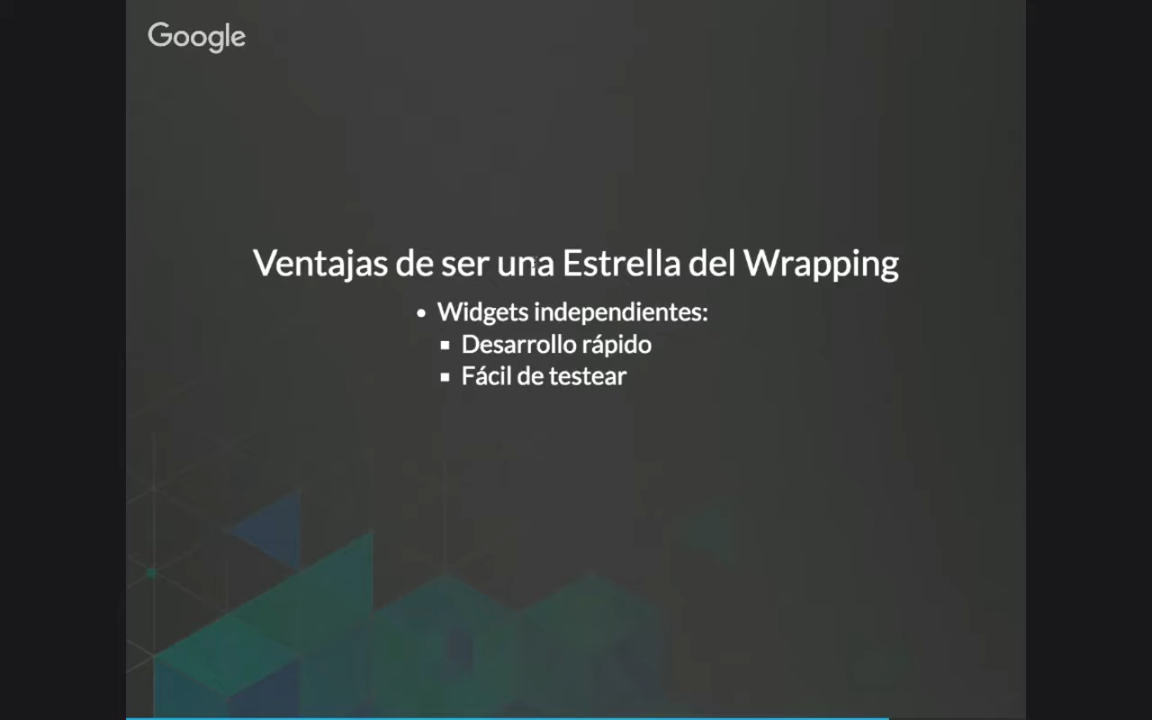 Google
Ventajas de ser una Estrella del Wrapping
• Widgets independientes:
▪ Desarrollo rápido
▪ Fácil de testear